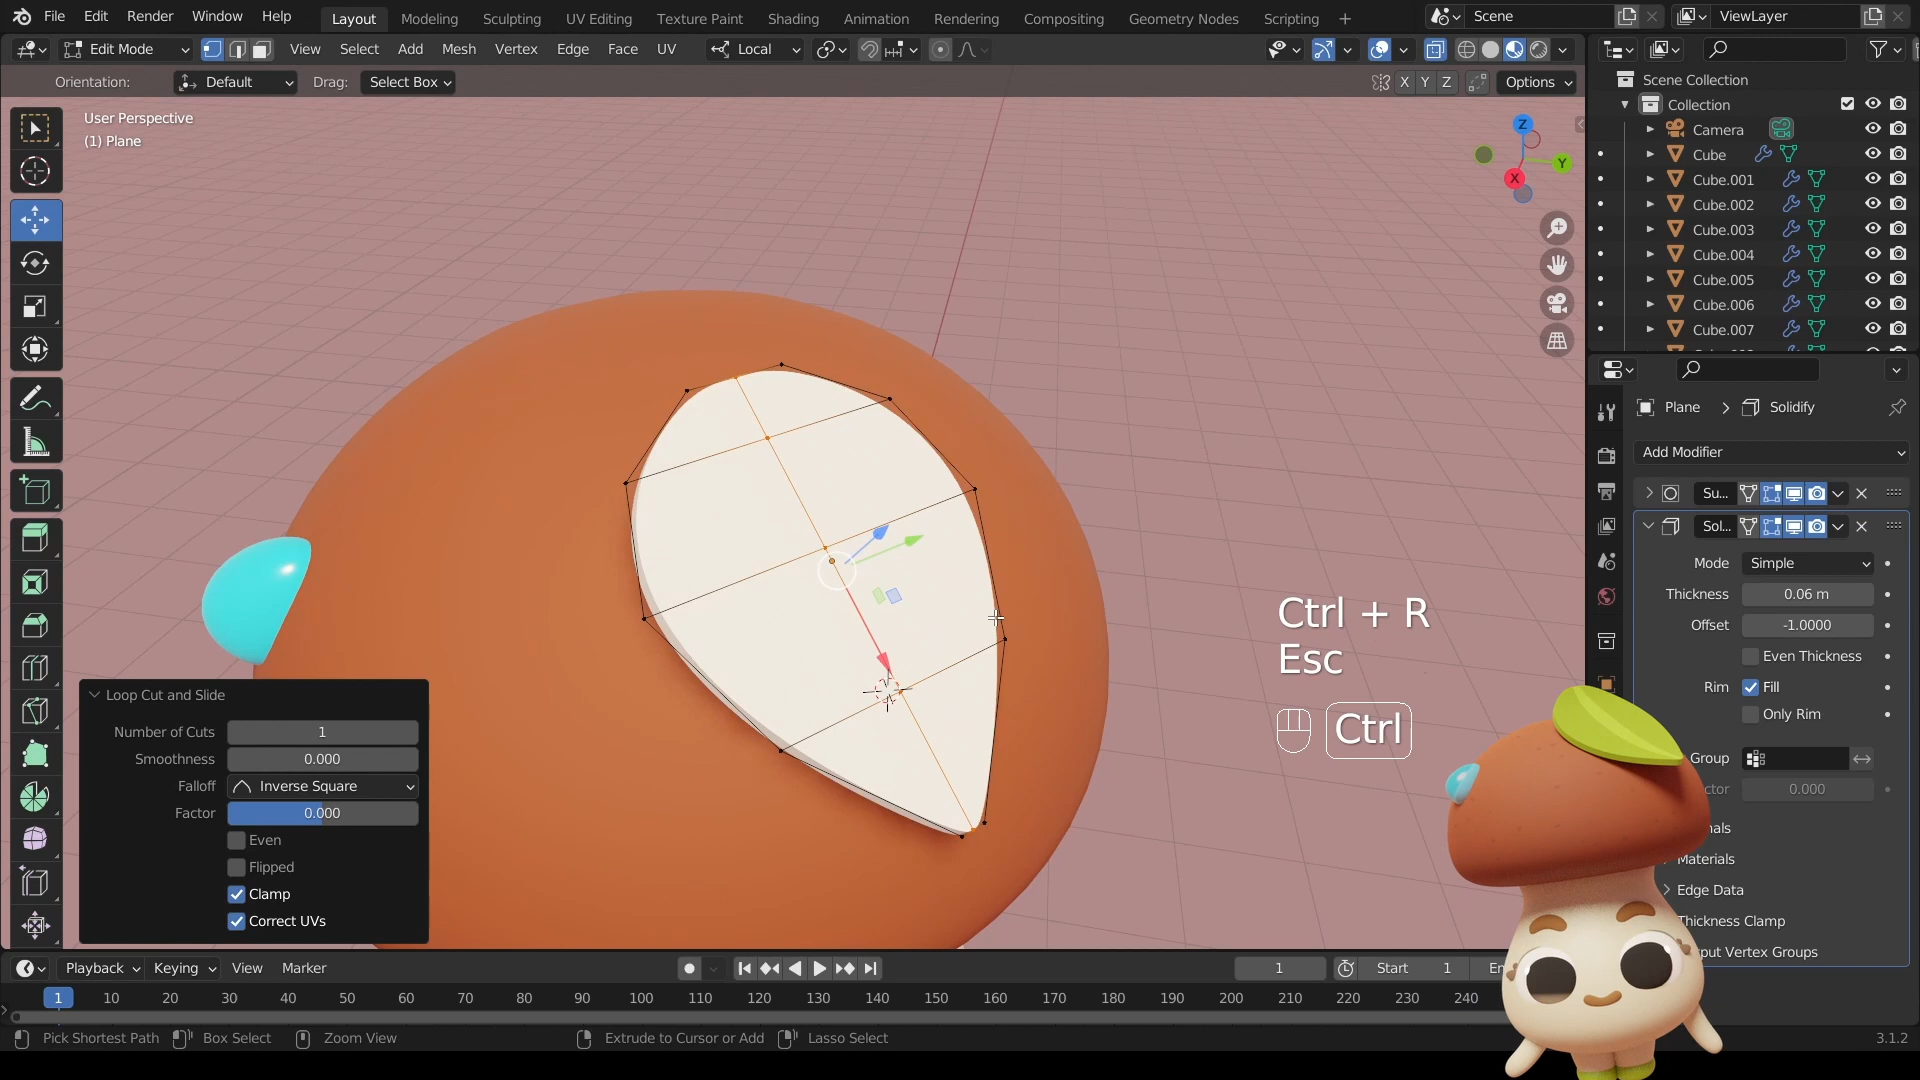 File Edit Render Window Help Layout Modeling Sculpting UV Editing Texture Paint Shading Animation Rendering Compositing Geometry Nodes Scripting + Scene ViewLayer
Edit Mode View Select Add Mesh Vertex Edge Face UV Local
Orientation: Default Drag: Select Box X Y Z Options
User Perspective
(1) Plane
Z
Y
X
Scene Collection
Collection
Camera
Cube
Cube.001
Cube.002
Cube.003
Cube.004
Cube.005
Cube.006
Cube.007
Plane > Solidify
Add Modifier
Su...
Sol...
Mode Simple
Thickness 0.06 m
Offset -1.0000
Even Thickness
Rim Fill
Only Rim
Group
ctor 0.000
nals
Materials
Edge Data
Thickness Clamp
put Vertex Groups
Ctrl + R
Esc
Ctrl
Loop Cut and Slide
Number of Cuts 1
Smoothness 0.000
Falloff Inverse Square
Factor 0.000
Even
Flipped
Clamp
Correct UVs
Playback Keying View Marker 1 Start 1 En
1 10 20 30 40 50 60 70 80 90 100 110 120 130 140 150 160 170 180 190 200 210 220 230 240
Pick Shortest Path Box Select Zoom View Extrude to Cursor or Add Lasso Select 3.1.2